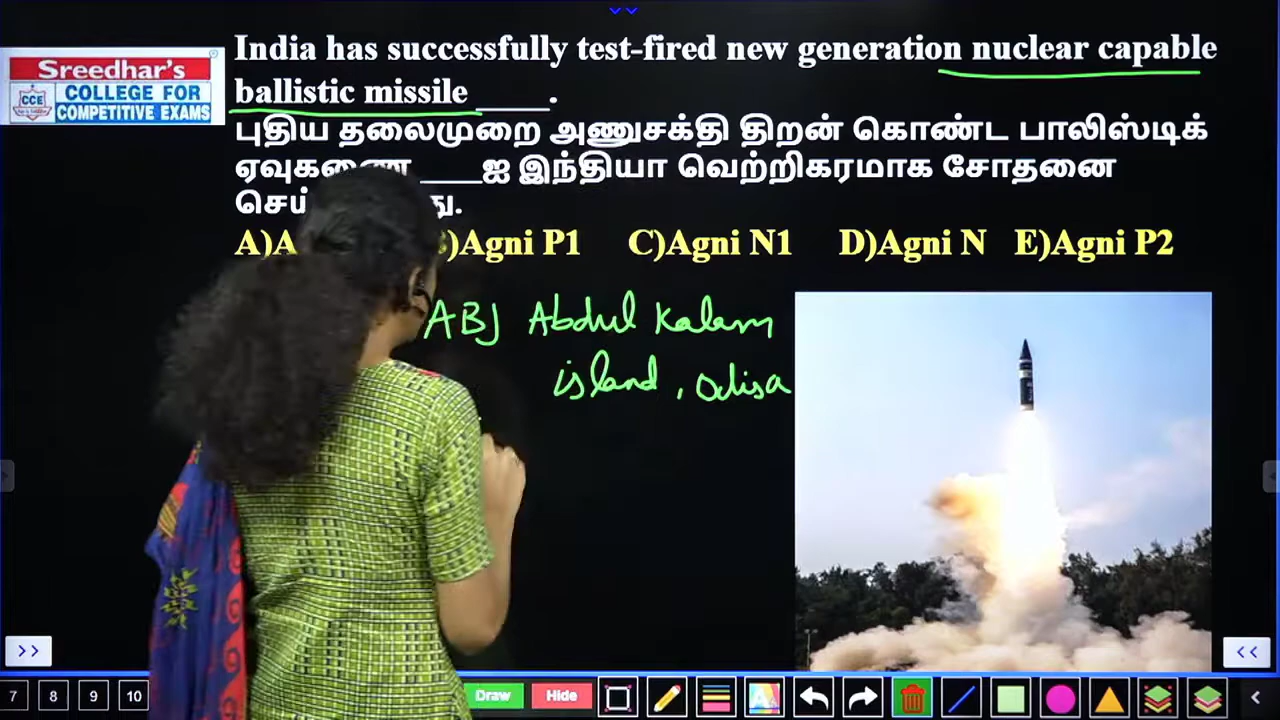 Sreedhar's
CCE
COLLEGE FOR
COMPETITIVE EXAMS
India has successfully test-fired new generation nuclear capable
ballistic missile _____.
புதிய தலைமுறை அணுசக்தி திறன் கொண்ட பாலிஸ்டிக்
ஏவுகணை ____ஐ இந்தியா வெற்றிகரமாக சோதனை
A)A )Agni P1 C)Agni N1 D)Agni N E)Agni P2
ABJ Abdul Kalam
island, Odisa
>> <<
7 8 9 10 Draw Hide